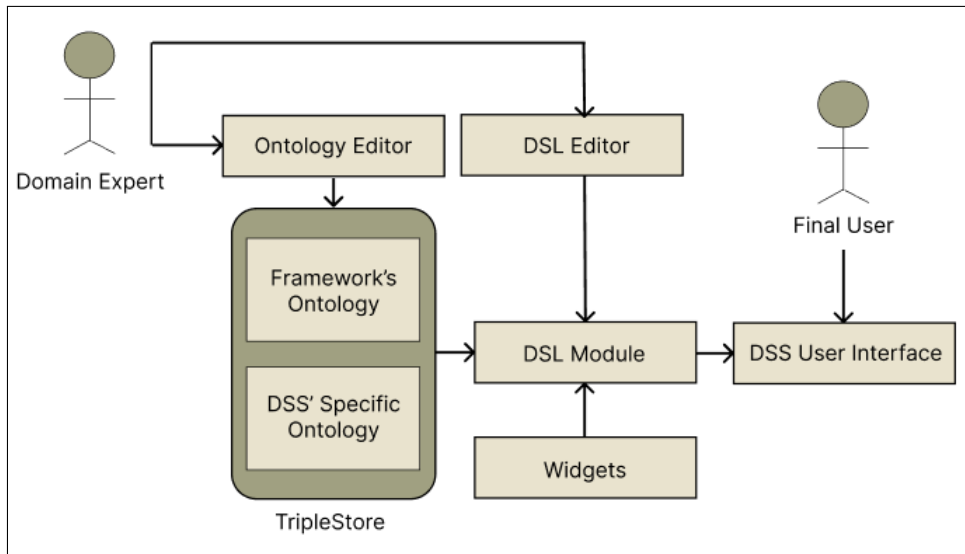 Domain Expert
Ontology Editor
DSL Editor
Final User
Framework's
Ontology
DSS' Specific
Ontology
TripleStore
DSL Module
Widgets
DSS User Interface